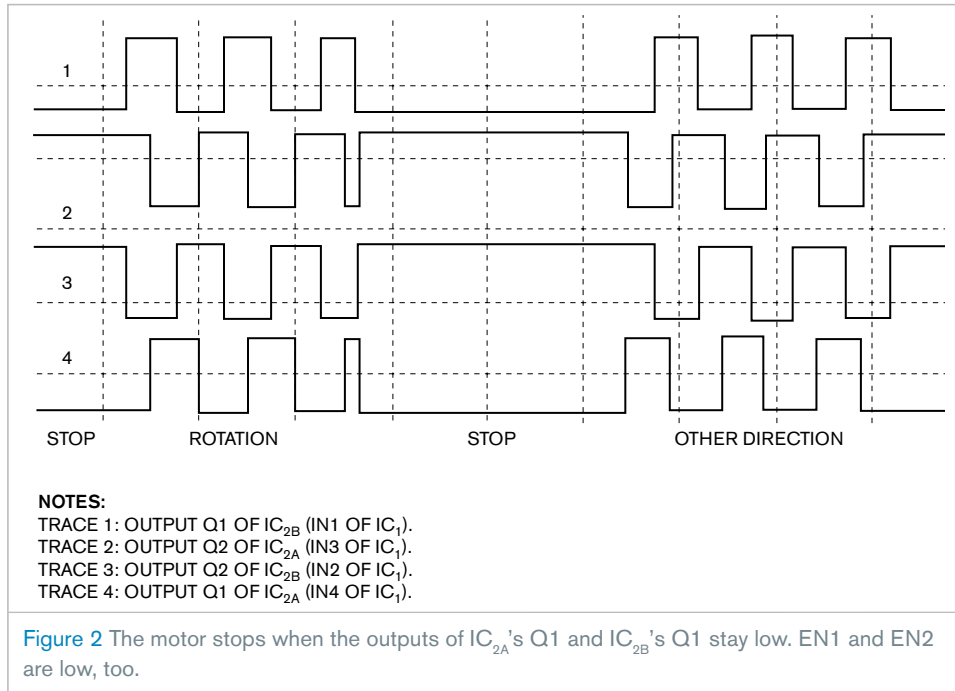 1
2
3
4
STOP ROTATION STOP OTHER DIRECTION
NOTES:
TRACE 1: OUTPUT Q1 OF IC2B (IN1 OF IC1).
TRACE 2: OUTPUT Q2 OF IC2A (IN3 OF IC1).
TRACE 3: OUTPUT Q2 OF IC2B (IN2 OF IC1).
TRACE 4: OUTPUT Q1 OF IC2A (IN4 OF IC1).
Figure 2 The motor stops when the outputs of IC2A’s Q1 and IC2B’s Q1 stay low. EN1 and EN2
are low, too.